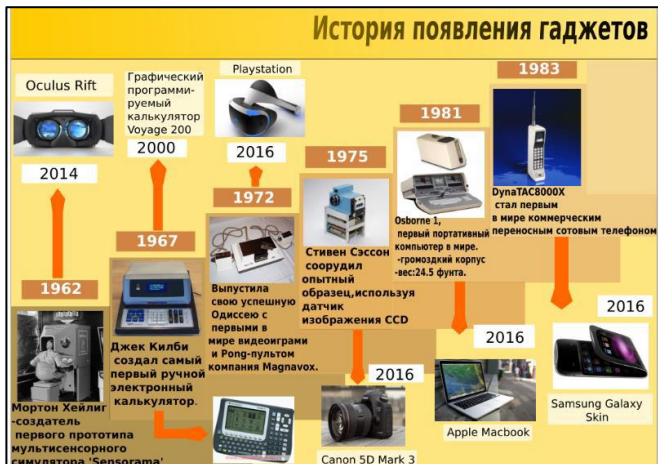 История появления гаджетов
Oculus Rift
2014
1962
Мортон Хейлиг
-создатель
первого прототипа
мультисенсорного
симулятора 'Sensorama'
Графический
программи-
руемый
калькулятор
Voyage 200
2000
1967
Джек Килби
создал самый
первый ручной
электронный
калькулятор.
Playstation
2016
1972
Выпустила
свою успешную
Одиссею с
первыми в
мире видеоиграми
и Pong-пультом
компания Magnavox.
1975
Стивен Сэссон
соорудил
опытный
образец,используя
датчик
изображения CCD
2016
Canon 5D Mark 3
1981
Osborne 1,
первый портативный
компьютер в мире.
-громоздкий корпус
-вес:24.5 фунта.
2016
Apple Macbook
1983
DynaTAC8000X
стал первым
в мире коммерческим
переносным сотовым телефоном
2016
Samsung Galaxy
Skin